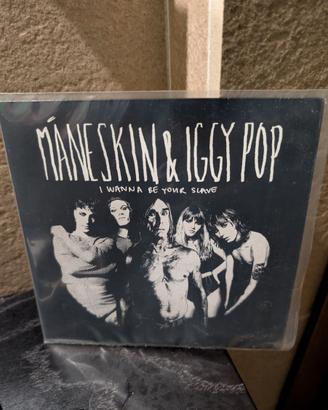 MÅNESKIN & IGGY POP
I WANNA BE YOUR SLAVE